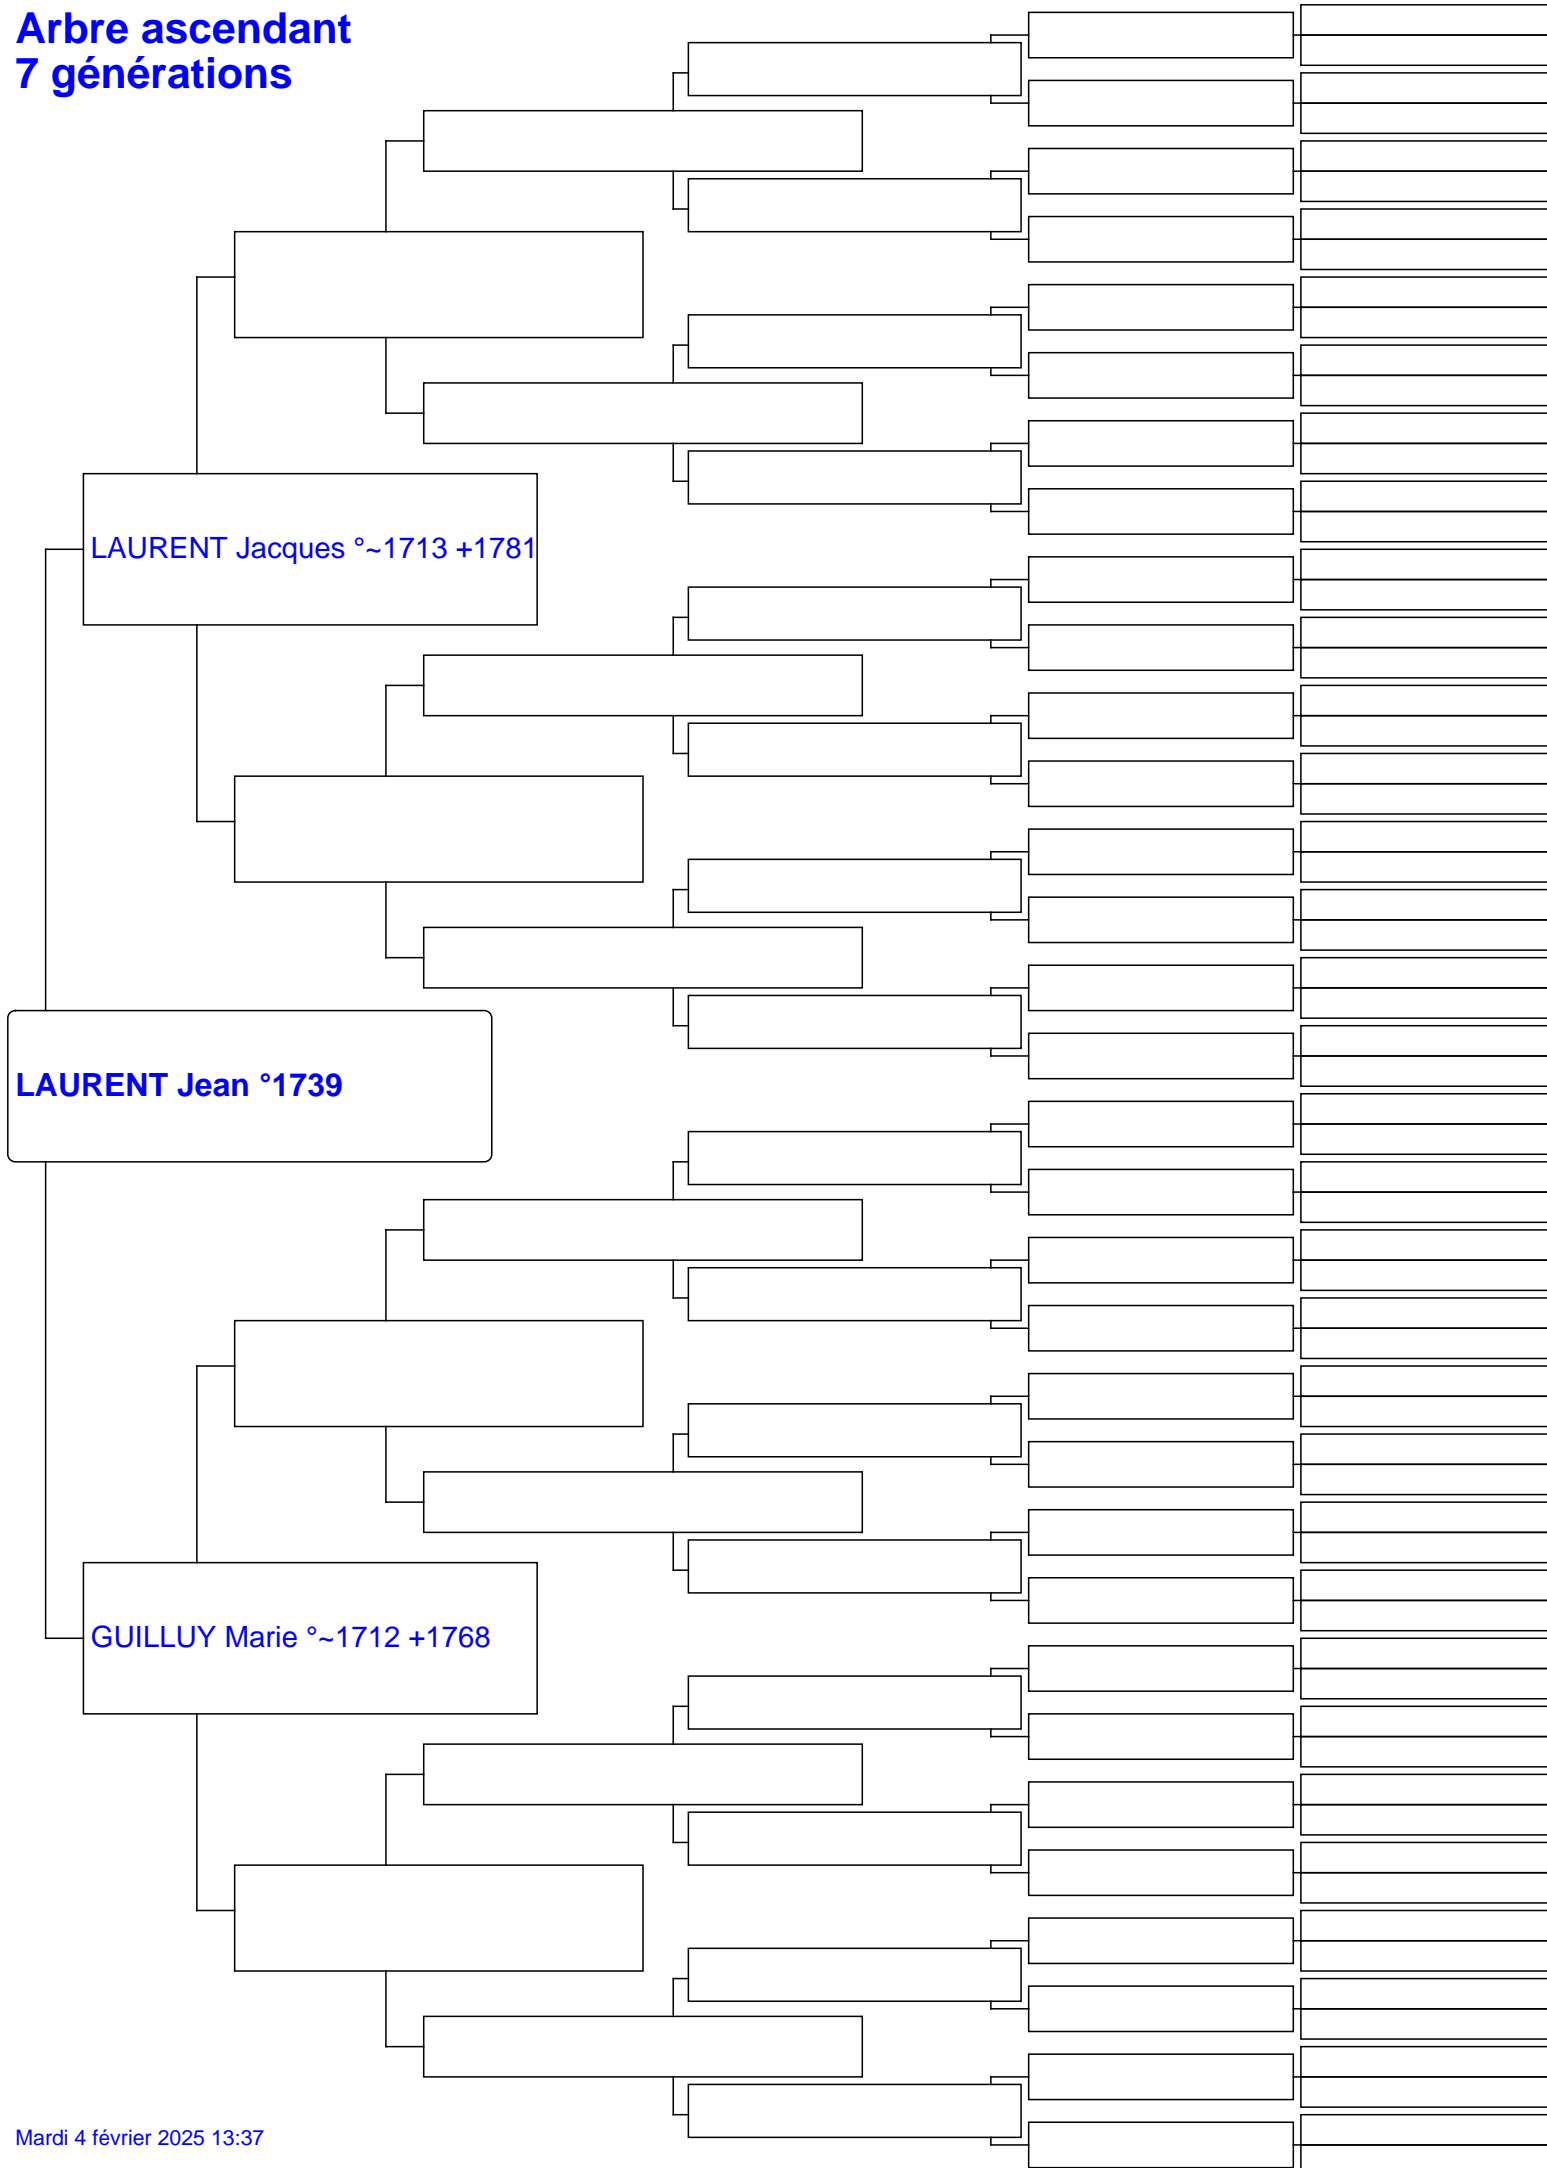 Arbre ascendant
7 générations
LAURENT Jacques °~1713 +1781
LAURENT Jean °1739
GUILLUY Marie °~1712 +1768
Mardi 4 février 2025 13:37